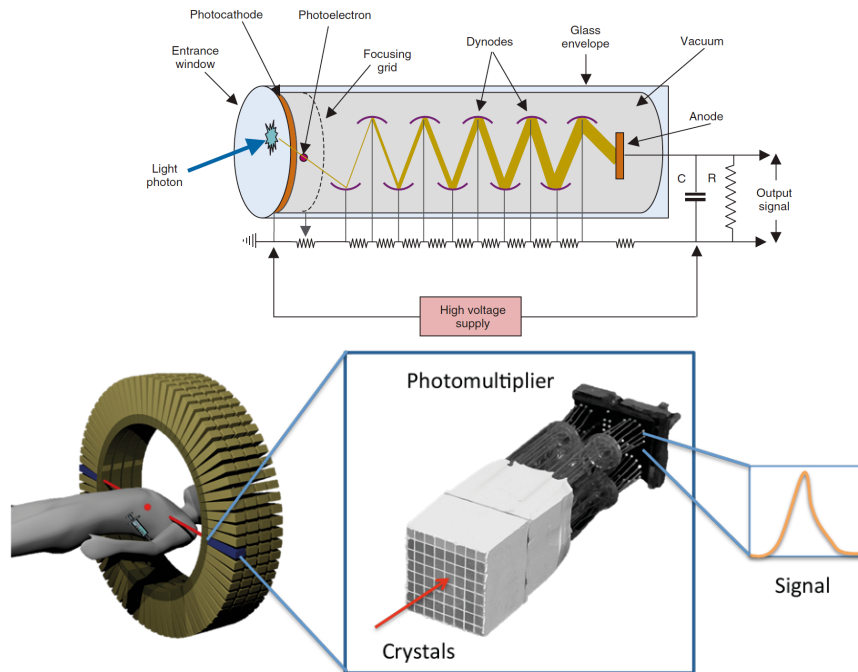 Photocathode
Photoelectron
Entrance
window
Focusing
grid
Dynodes
Glass
envelope
Vacuum
Anode
Light
photon
C
R
Output
signal
High voltage
supply
Photomultiplier
Crystals
Signal